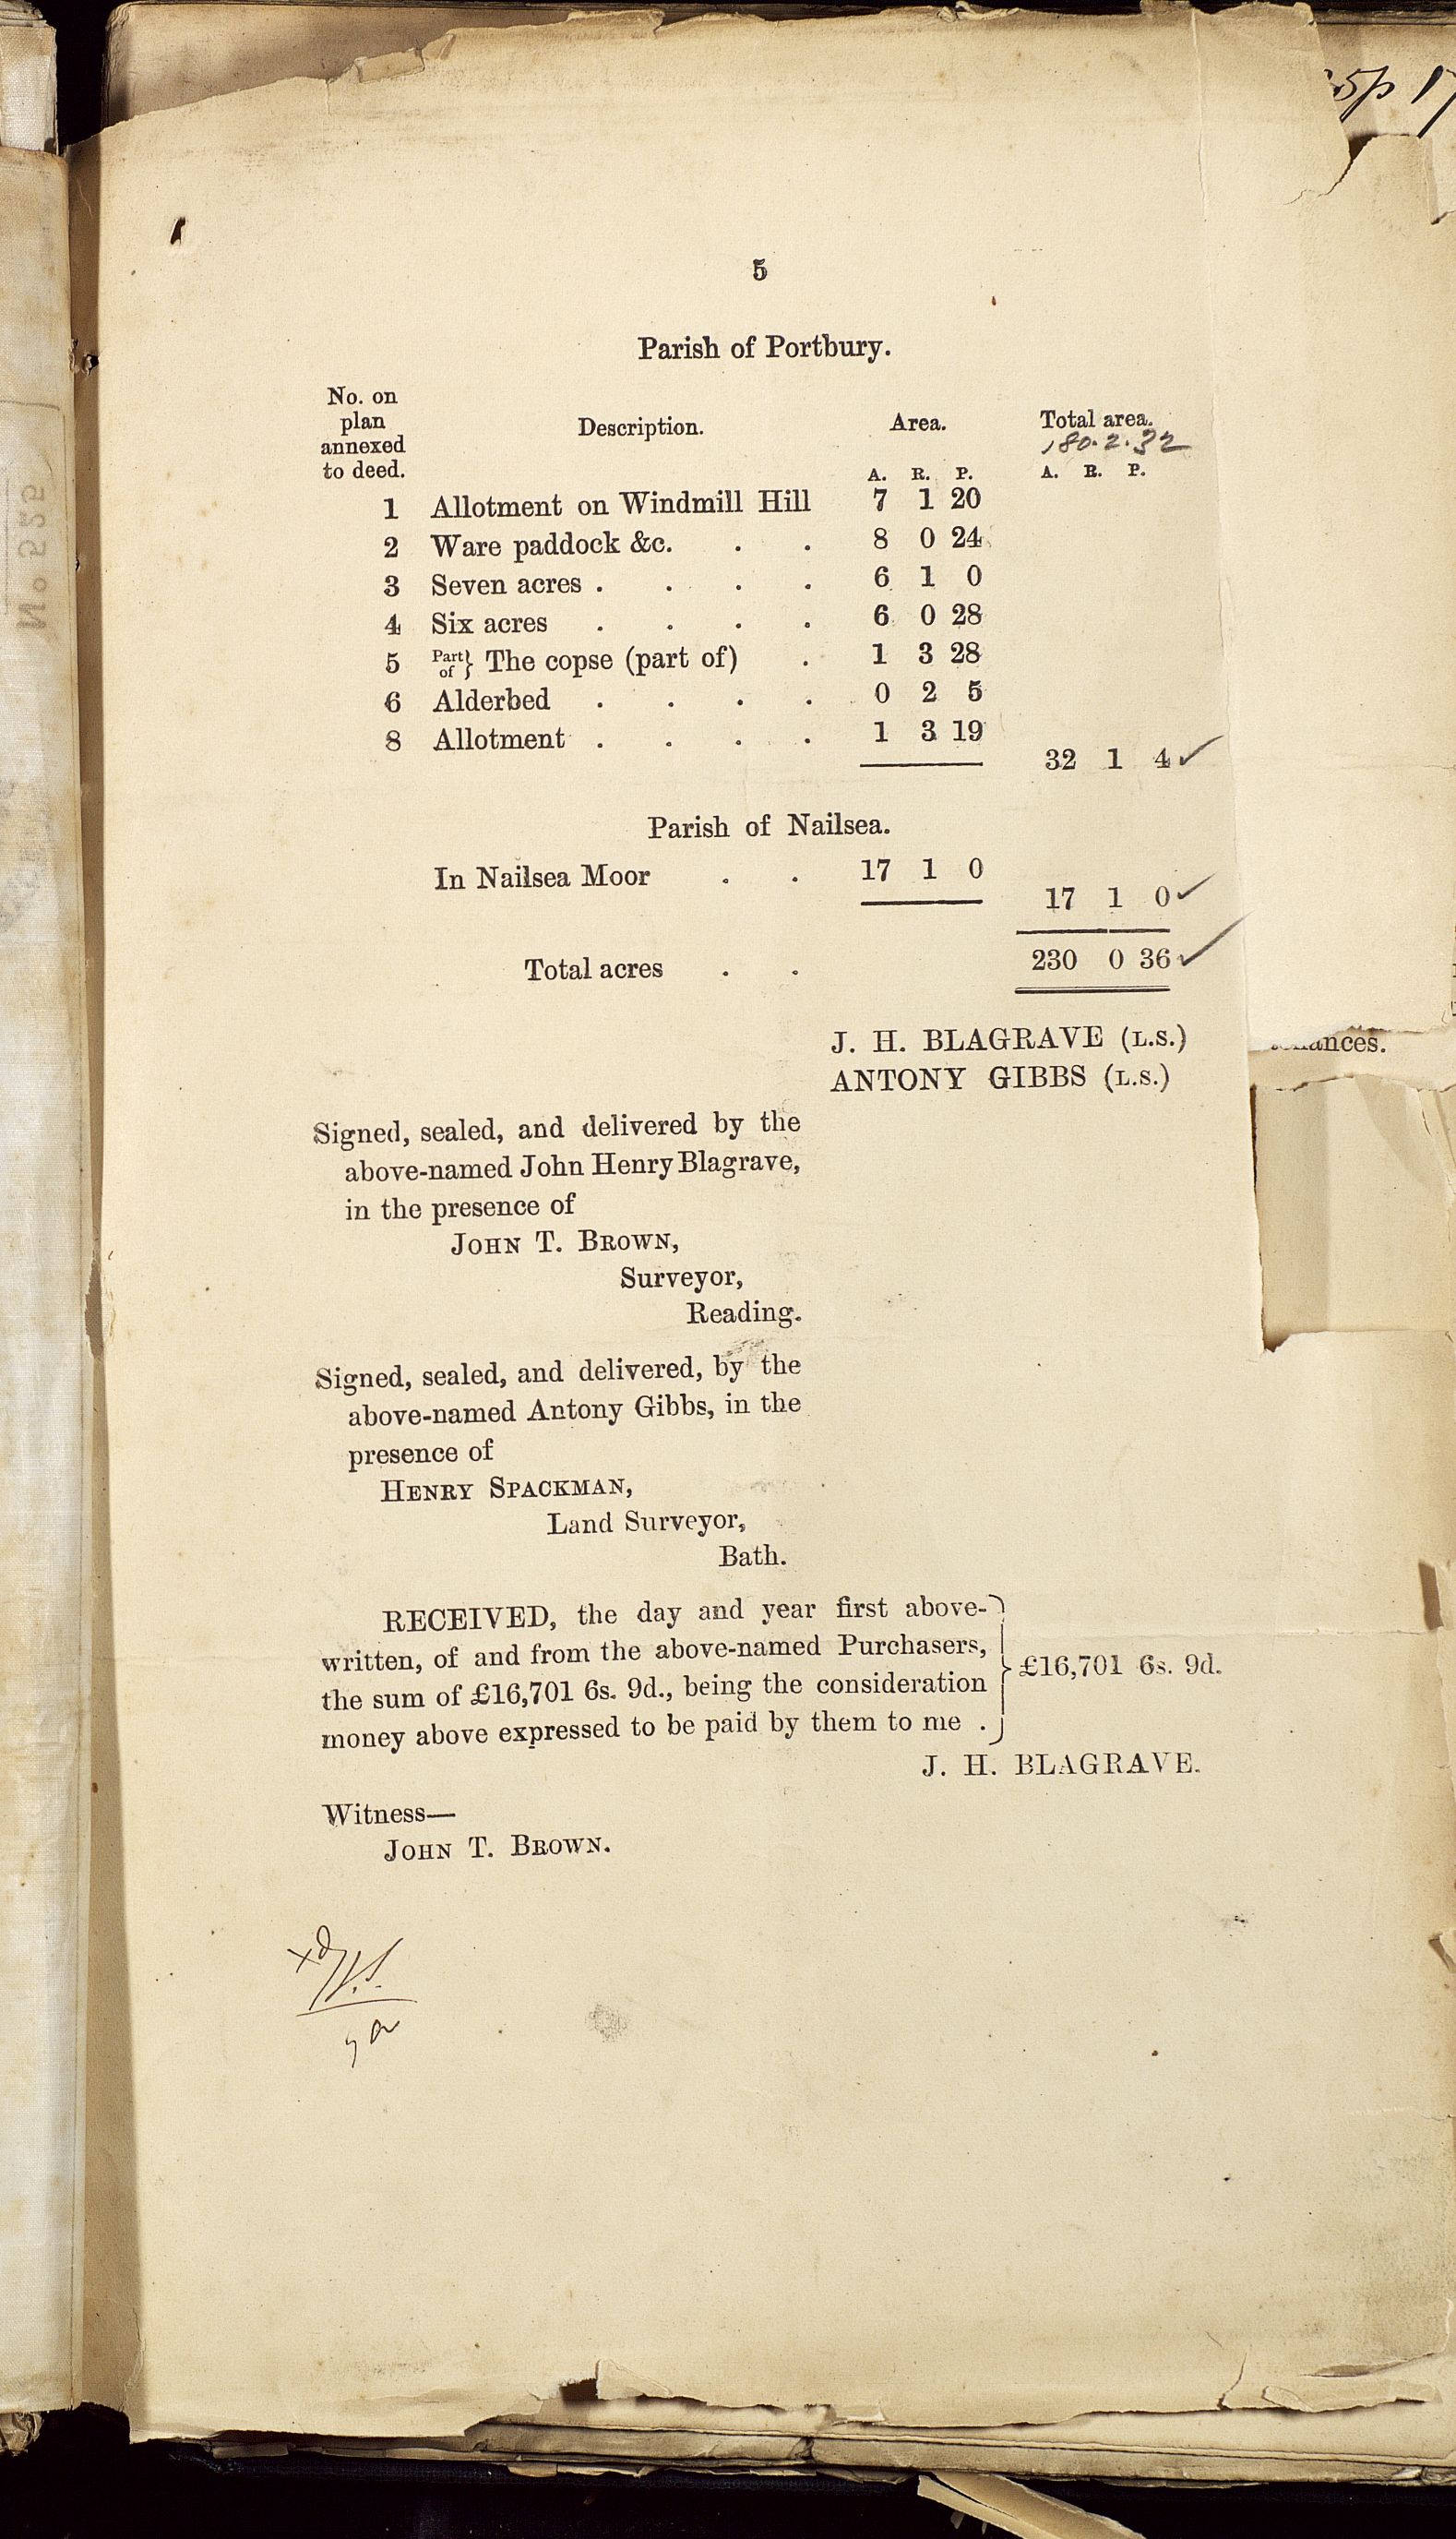 5p 17
5
Parish of Portbury.
No. on
plan
annexed
to deed.
Description.
Area.
Total area.
180. 2. 32
A. R. P. A. R. P.
1 Allotment on Windmill Hill 7 1 20
2 Ware paddock &c. . . 8 0 24
3 Seven acres . . . . 6 1 0
4 Six acres . . . . 6 0 28
5 Part of } The copse (part of) . 1 3 28
6 Alderbed . . . . 0 2 5
8 Allotment . . . . 1 3 19
32 1 4 ✓
Parish of Nailsea.
In Nailsea Moor . . 17 1 0
17 1 0 ✓
Total acres . . 230 0 36 ✓
J. H. BLAGRAVE (L.S.)
ANTONY GIBBS (L.S.)
Signed, sealed, and delivered by the
above-named John Henry Blagrave,
in the presence of
JOHN T. BROWN,
Surveyor,
Reading.
Signed, sealed, and delivered, by the
above-named Antony Gibbs, in the
presence of
HENRY SPACKMAN,
Land Surveyor,
Bath.
RECEIVED, the day and year first above-
written, of and from the above-named Purchasers,
the sum of £16,701 6s. 9d., being the consideration } £16,701 6s. 9d.
money above expressed to be paid by them to me .
J. H. BLAGRAVE.
Witness—
JOHN T. BROWN.
Nº 525